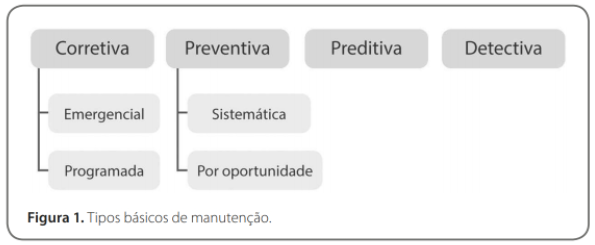 Corretiva
Preventiva
Preditiva
Detectiva
Emergencial
Sistemática
Programada
Por oportunidade
Figura 1. Tipos básicos de manutenção.